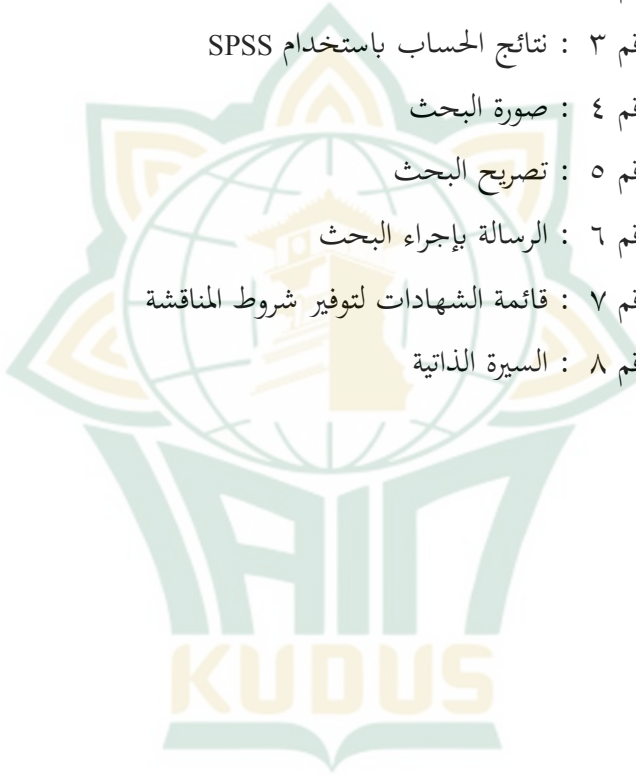 قم ٣ : نتائج الحساب باستخدام SPSS
قم ٤ : صورة البحث
قم ٥ : تصريح البحث
قم ٦ : الرسالة بإجراء البحث
قم ٧ : قائمة الشهادات لتوفير شروط المناقشة
قم ٨ : السيرة الذاتية
IAIN
KUDUS